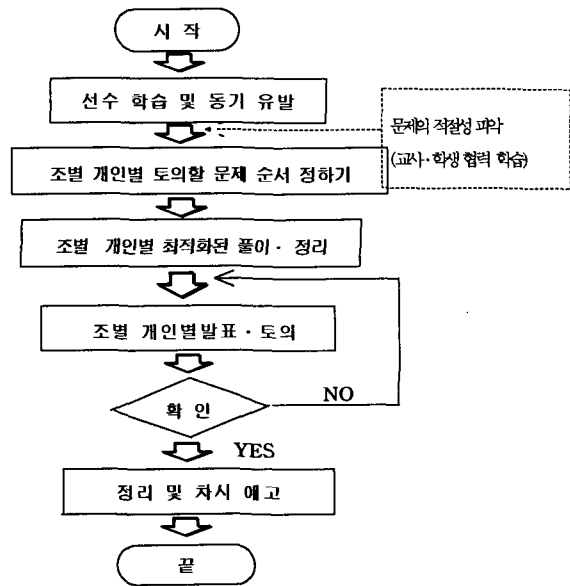 시 작
선수 학습 및 동기 유발
문제의 적절성 파악
(교사·학생 협력 학습)
조별 개인별 토의할 문제 순서 정하기
조별 개인별 최적화된 풀이· 정리
조별 개인별발표·토의
확 인
NO
YES
정리 및 차시 예고
끝